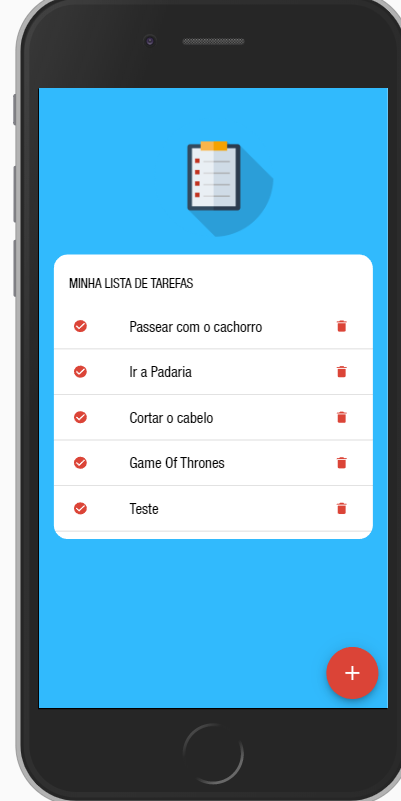 MINHA LISTA DE TAREFAS
Passear com o cachorro
Ir a Padaria
Cortar o cabelo
Game Of Thrones
Teste
+